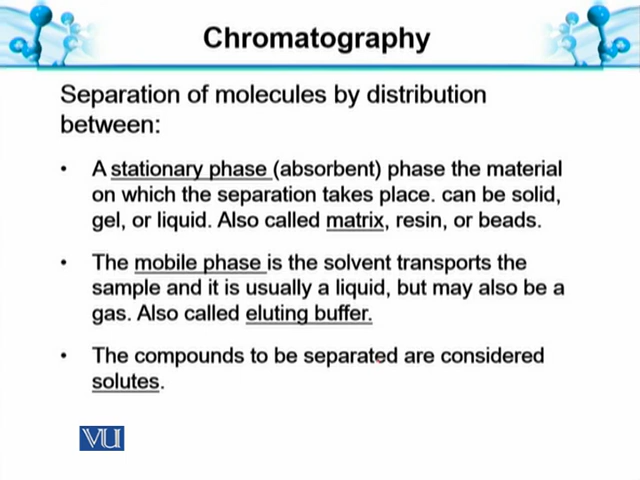 Chromatography
Separation of molecules by distribution
between:
• A stationary phase (absorbent) phase the material
on which the separation takes place. can be solid,
gel, or liquid. Also called matrix, resin, or beads.
• The mobile phase is the solvent transports the
sample and it is usually a liquid, but may also be a
gas. Also called eluting buffer.
• The compounds to be separated are considered
solutes.
VU